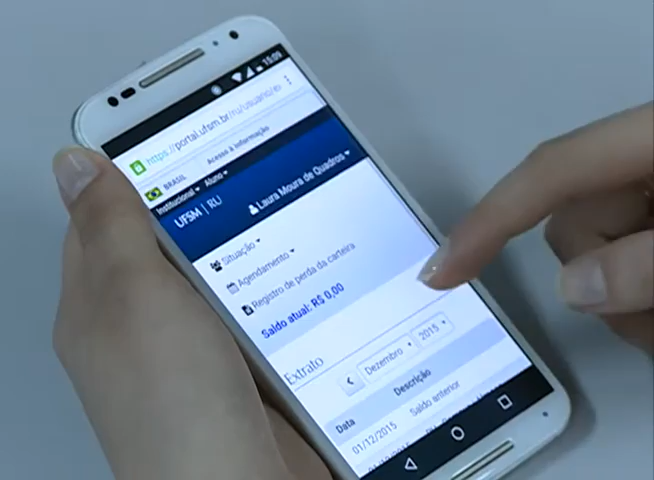 15:09
https://portal.ufsm.br/ru/usuario/e
BRASIL Acesso à informação
Institucional Aluno
UFSM | RU Laura Moura de Quadros
Situação
Agendamento
Registro de perda da carteira
Saldo atual: R$ 0,00
Extrato
Dezembro 2015
Data Descrição
01/12/2015 Saldo anterior